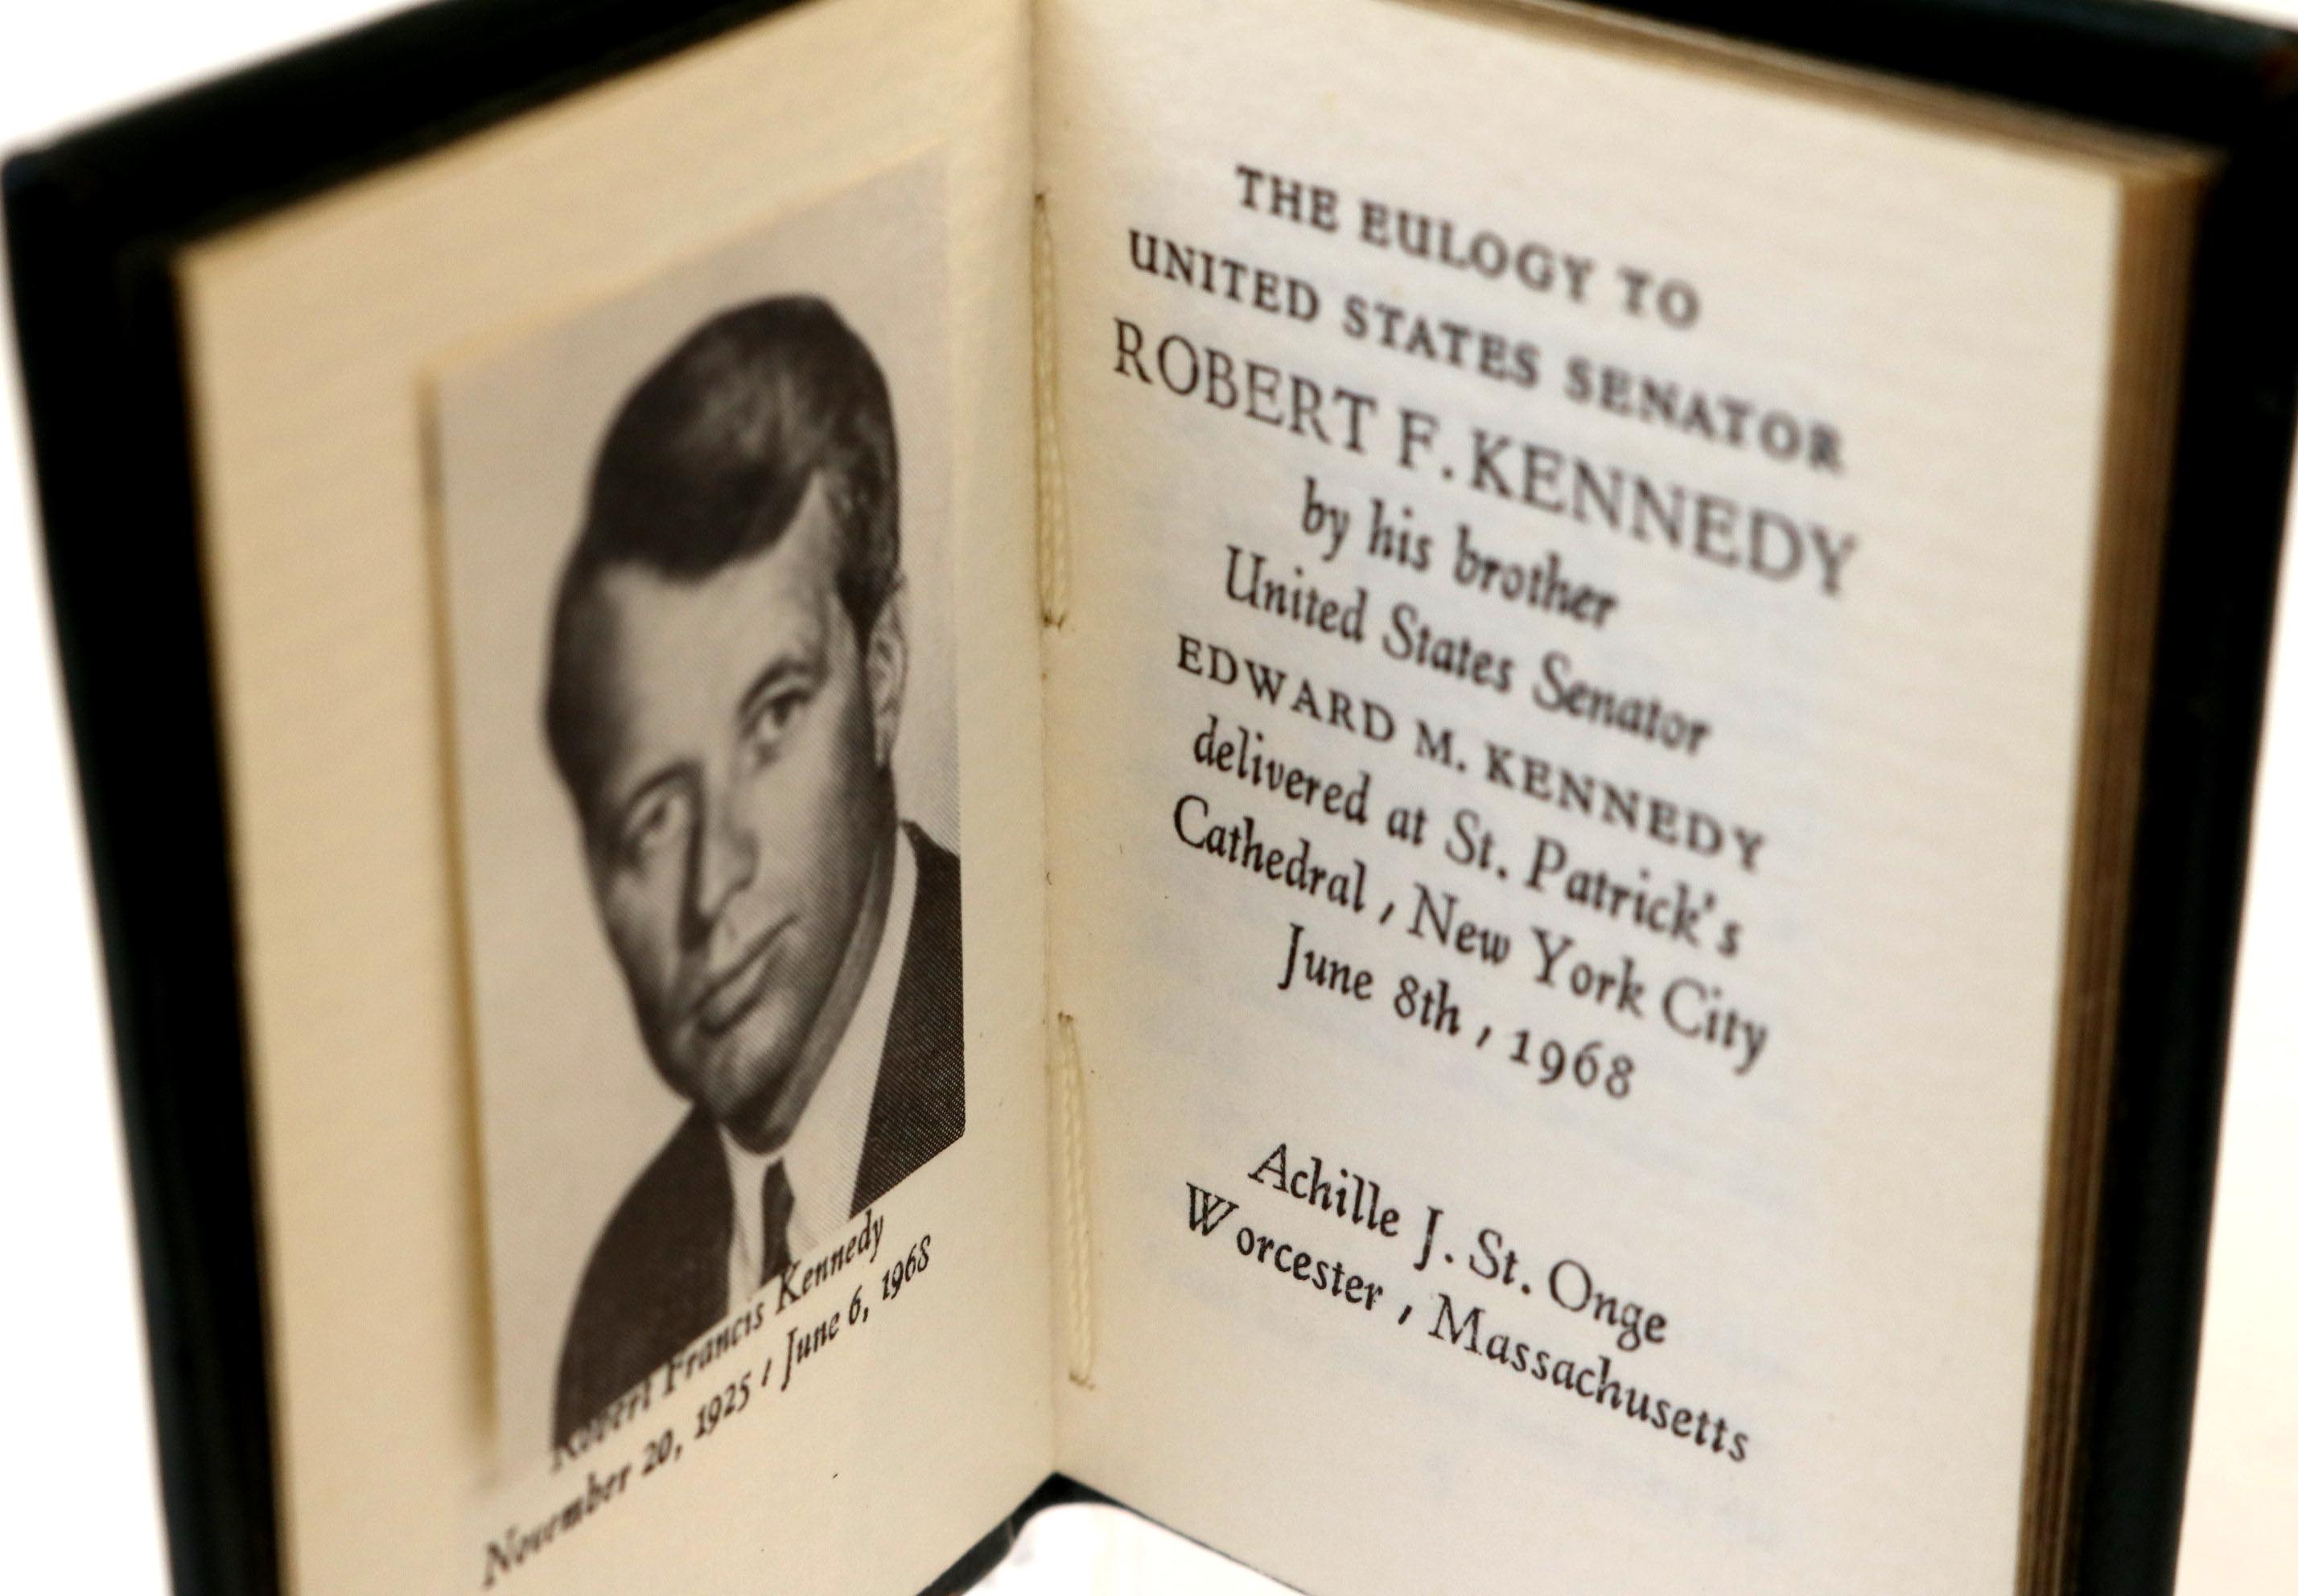 Robert Francis Kennedy
November 20, 1925 / June 6, 1968
THE EULOGY TO
UNITED STATES SENATOR
ROBERT F. KENNEDY
by his brother
United States Senator
EDWARD M. KENNEDY
delivered at St. Patrick's
Cathedral, New York City
June 8th, 1968
Achille J. St. Onge
Worcester, Massachusetts